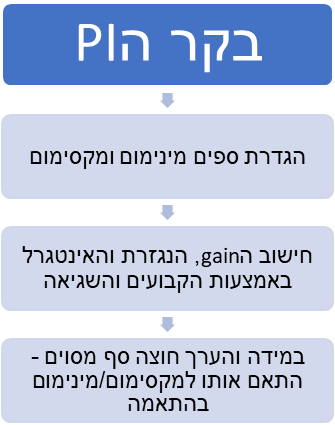 בקר הPI
הגדרת ספים מינימום ומקסימום
חישוב הgain, הנגזרת והאינטגרל
באמצעות הקבועים והשגיאה
במידה והערך חוצה סף מסוים –
התאם אותו למקסימום/מינימום
בהתאמה